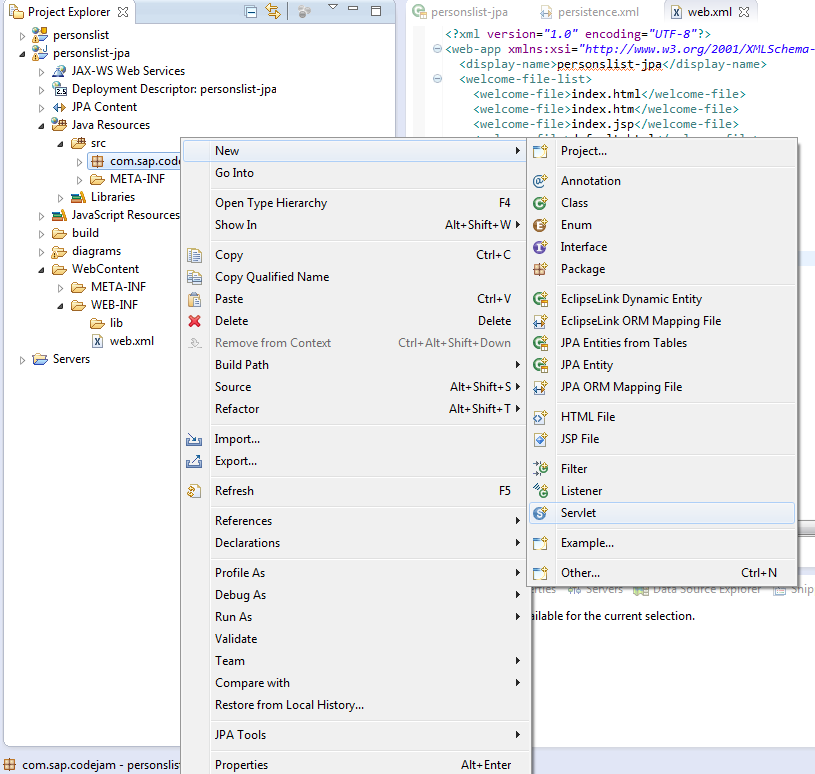 Project Explorer
personslist
personslist-jpa
JAX-WS Web Services
Deployment Descriptor: personslist-jpa
JPA Content
Java Resources
src
com.sap.code
META-INF
Libraries
JavaScript Resources
build
diagrams
WebContent
META-INF
WEB-INF
lib
web.xml
Servers
personslist-jpa
persistence.xml
web.xml
<?xml version="1.0" encoding="UTF-8"?>
<web-app xmlns:xsi="http://www.w3.org/2001/XMLSchema-
<display-name>personslist-jpa</display-name>
<welcome-file-list>
<welcome-file>index.html</welcome-file>
<welcome-file>index.htm</welcome-file>
<welcome-file>index.jsp</welcome-file>
New
Go Into
Open Type Hierarchy F4
Show In Alt+Shift+W
Copy Ctrl+C
Copy Qualified Name
Paste Ctrl+V
Delete Delete
Remove from Context Ctrl+Alt+Shift+Down
Build Path
Source Alt+Shift+S
Refactor Alt+Shift+T
Import...
Export...
Refresh F5
References
Declarations
Profile As
Debug As
Run As
Validate
Team
Compare with
Restore from Local History...
JPA Tools
Properties Alt+Enter
Project...
Annotation
Class
Enum
Interface
Package
EclipseLink Dynamic Entity
EclipseLink ORM Mapping File
JPA Entities from Tables
JPA Entity
JPA ORM Mapping File
HTML File
JSP File
Filter
Listener
Servlet
Example...
Other... Ctrl+N
erties Servers Data Source Explorer Snip
ailable for the current selection.
com.sap.codejam - personslis